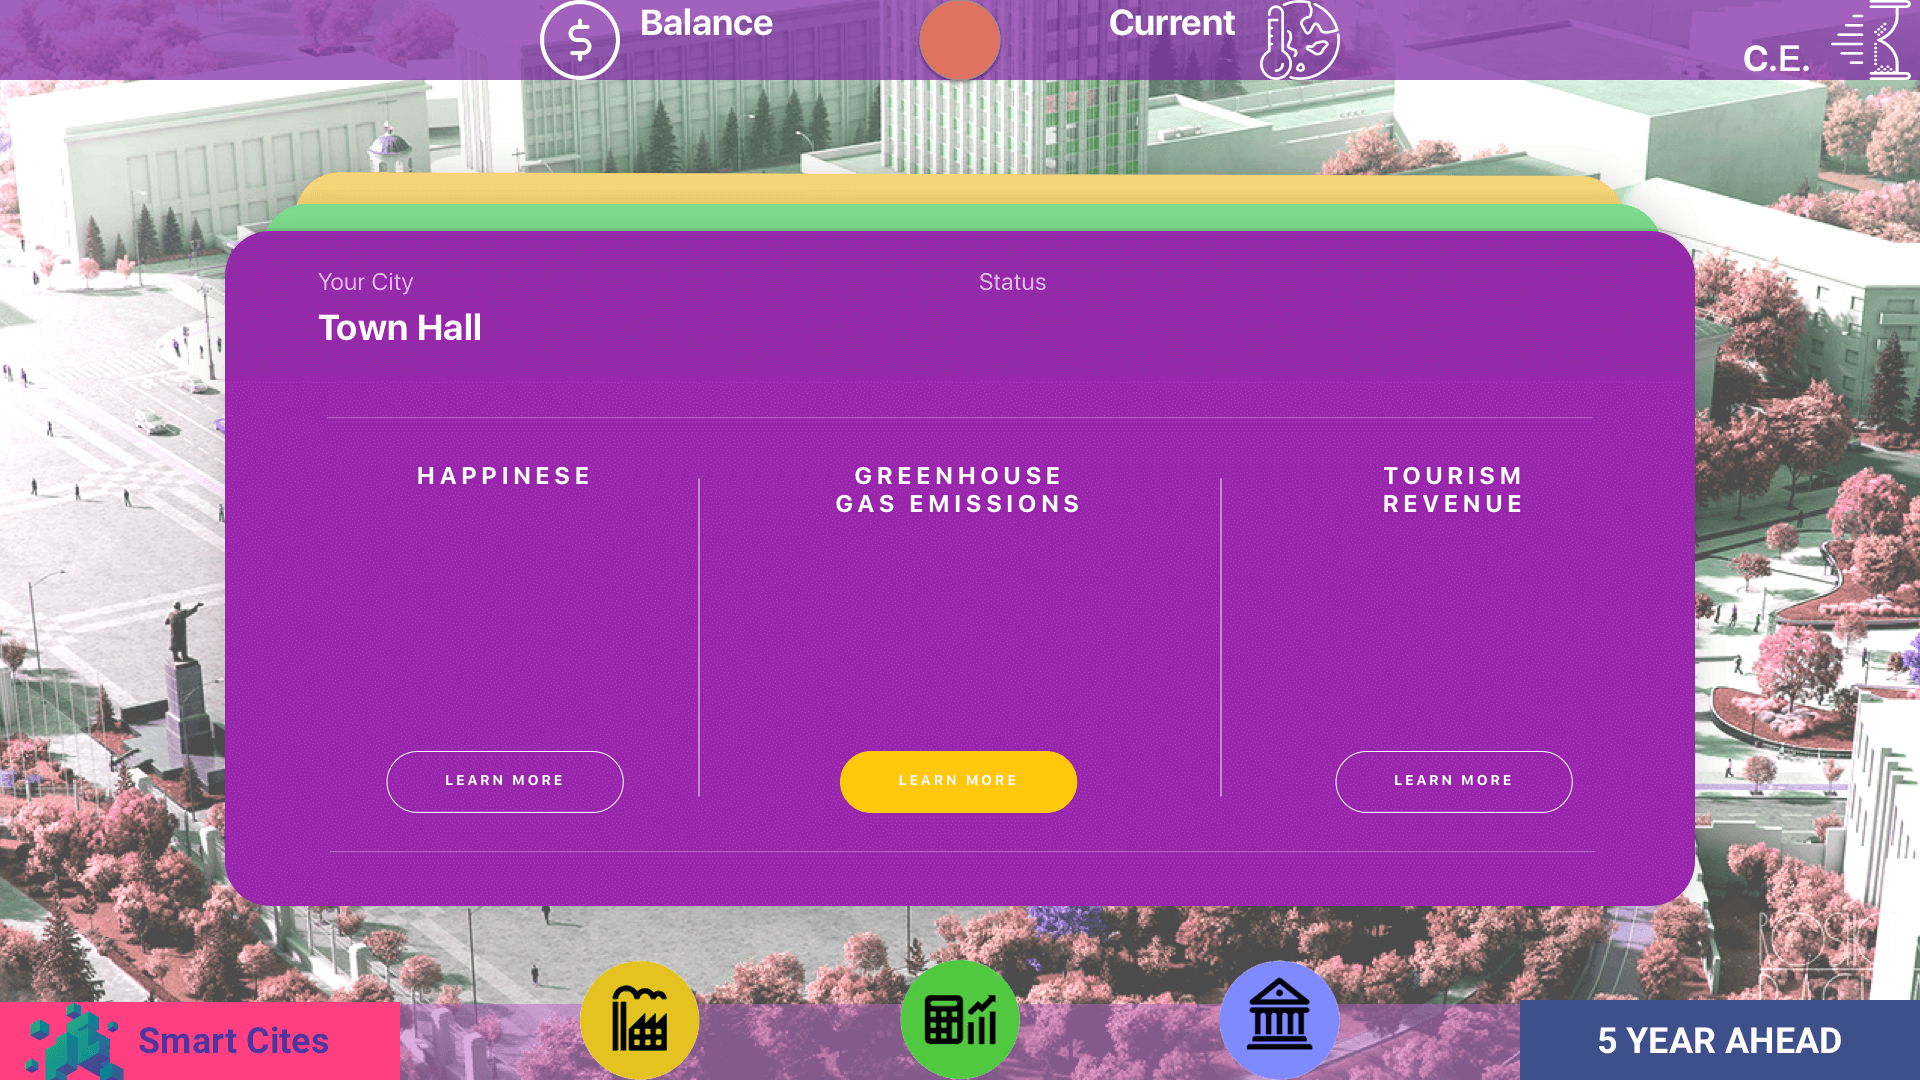 Balance
Current
C.E.
Your City
Status
Town Hall
HAPPINESE
GREENHOUSE
GAS EMISSIONS
TOURISM
REVENUE
LEARN MORE
LEARN MORE
LEARN MORE
Smart Cites
5 YEAR AHEAD